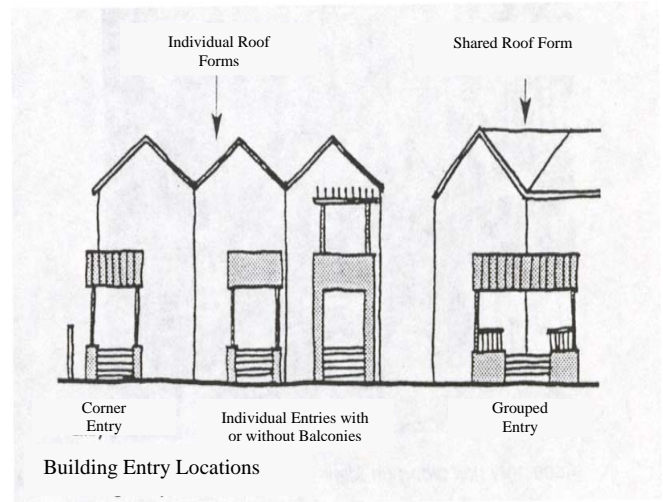 Individual Roof
Forms
Shared Roof Form
Corner
Entry
Individual Entries with
or without Balconies
Grouped
Entry
Building Entry Locations